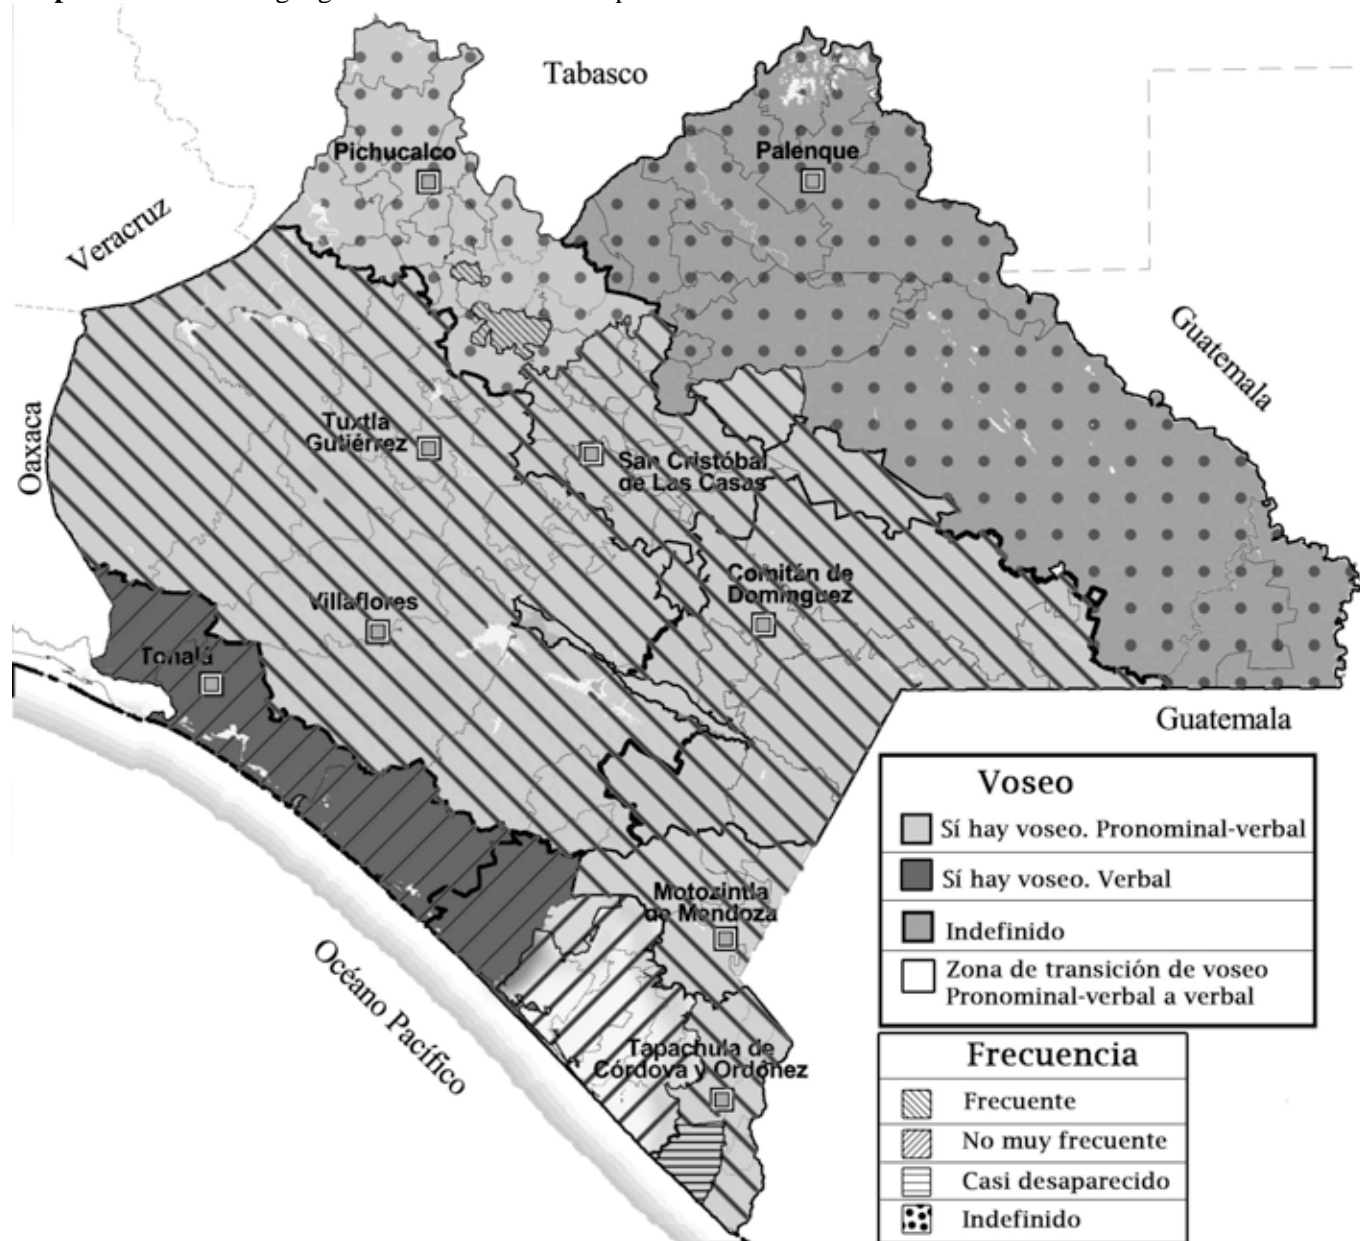 Tabasco
Pichucalco
Palenque
Veracruz
Guatemala
Oaxaca
Tuxtla
Gutiérrez
San Cristóbal
de Las Casas
Comitán de
Domínguez
Villaflores
Tonalá
Guatemala
Motozintla
de Mendoza
Océano Pacífico
Tapachula de
Córdova y Ordóñez
Voseo
Sí hay voseo. Pronominal-verbal
Sí hay voseo. Verbal
Indefinido
Zona de transición de voseo
Pronominal-verbal a verbal
Frecuencia
Frecuente
No muy frecuente
Casi desaparecido
Indefinido